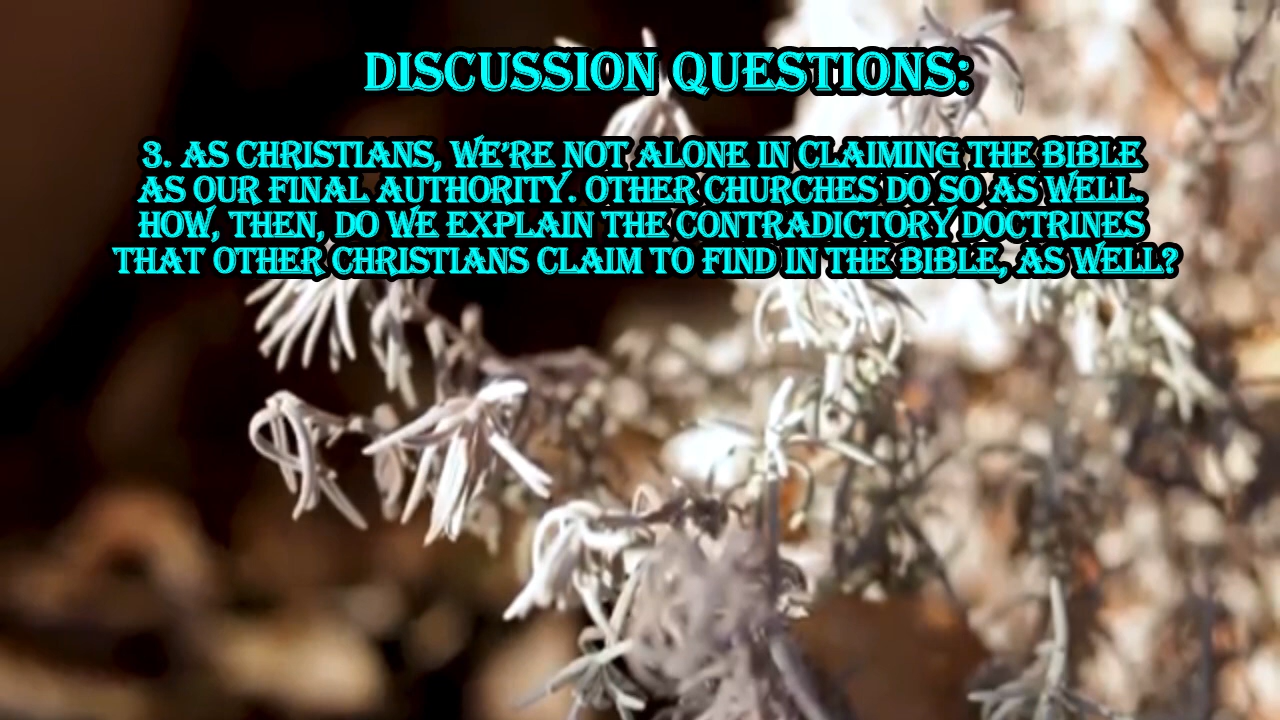 DISCUSSION QUESTIONS:
3. AS CHRISTIANS, WE'RE NOT ALONE IN CLAIMING THE BIBLE
AS OUR FINAL AUTHORITY. OTHER CHURCHES DO SO AS WELL.
HOW, THEN, DO WE EXPLAIN THE CONTRADICTORY DOCTRINES
THAT OTHER CHRISTIANS CLAIM TO FIND IN THE BIBLE, AS WELL?